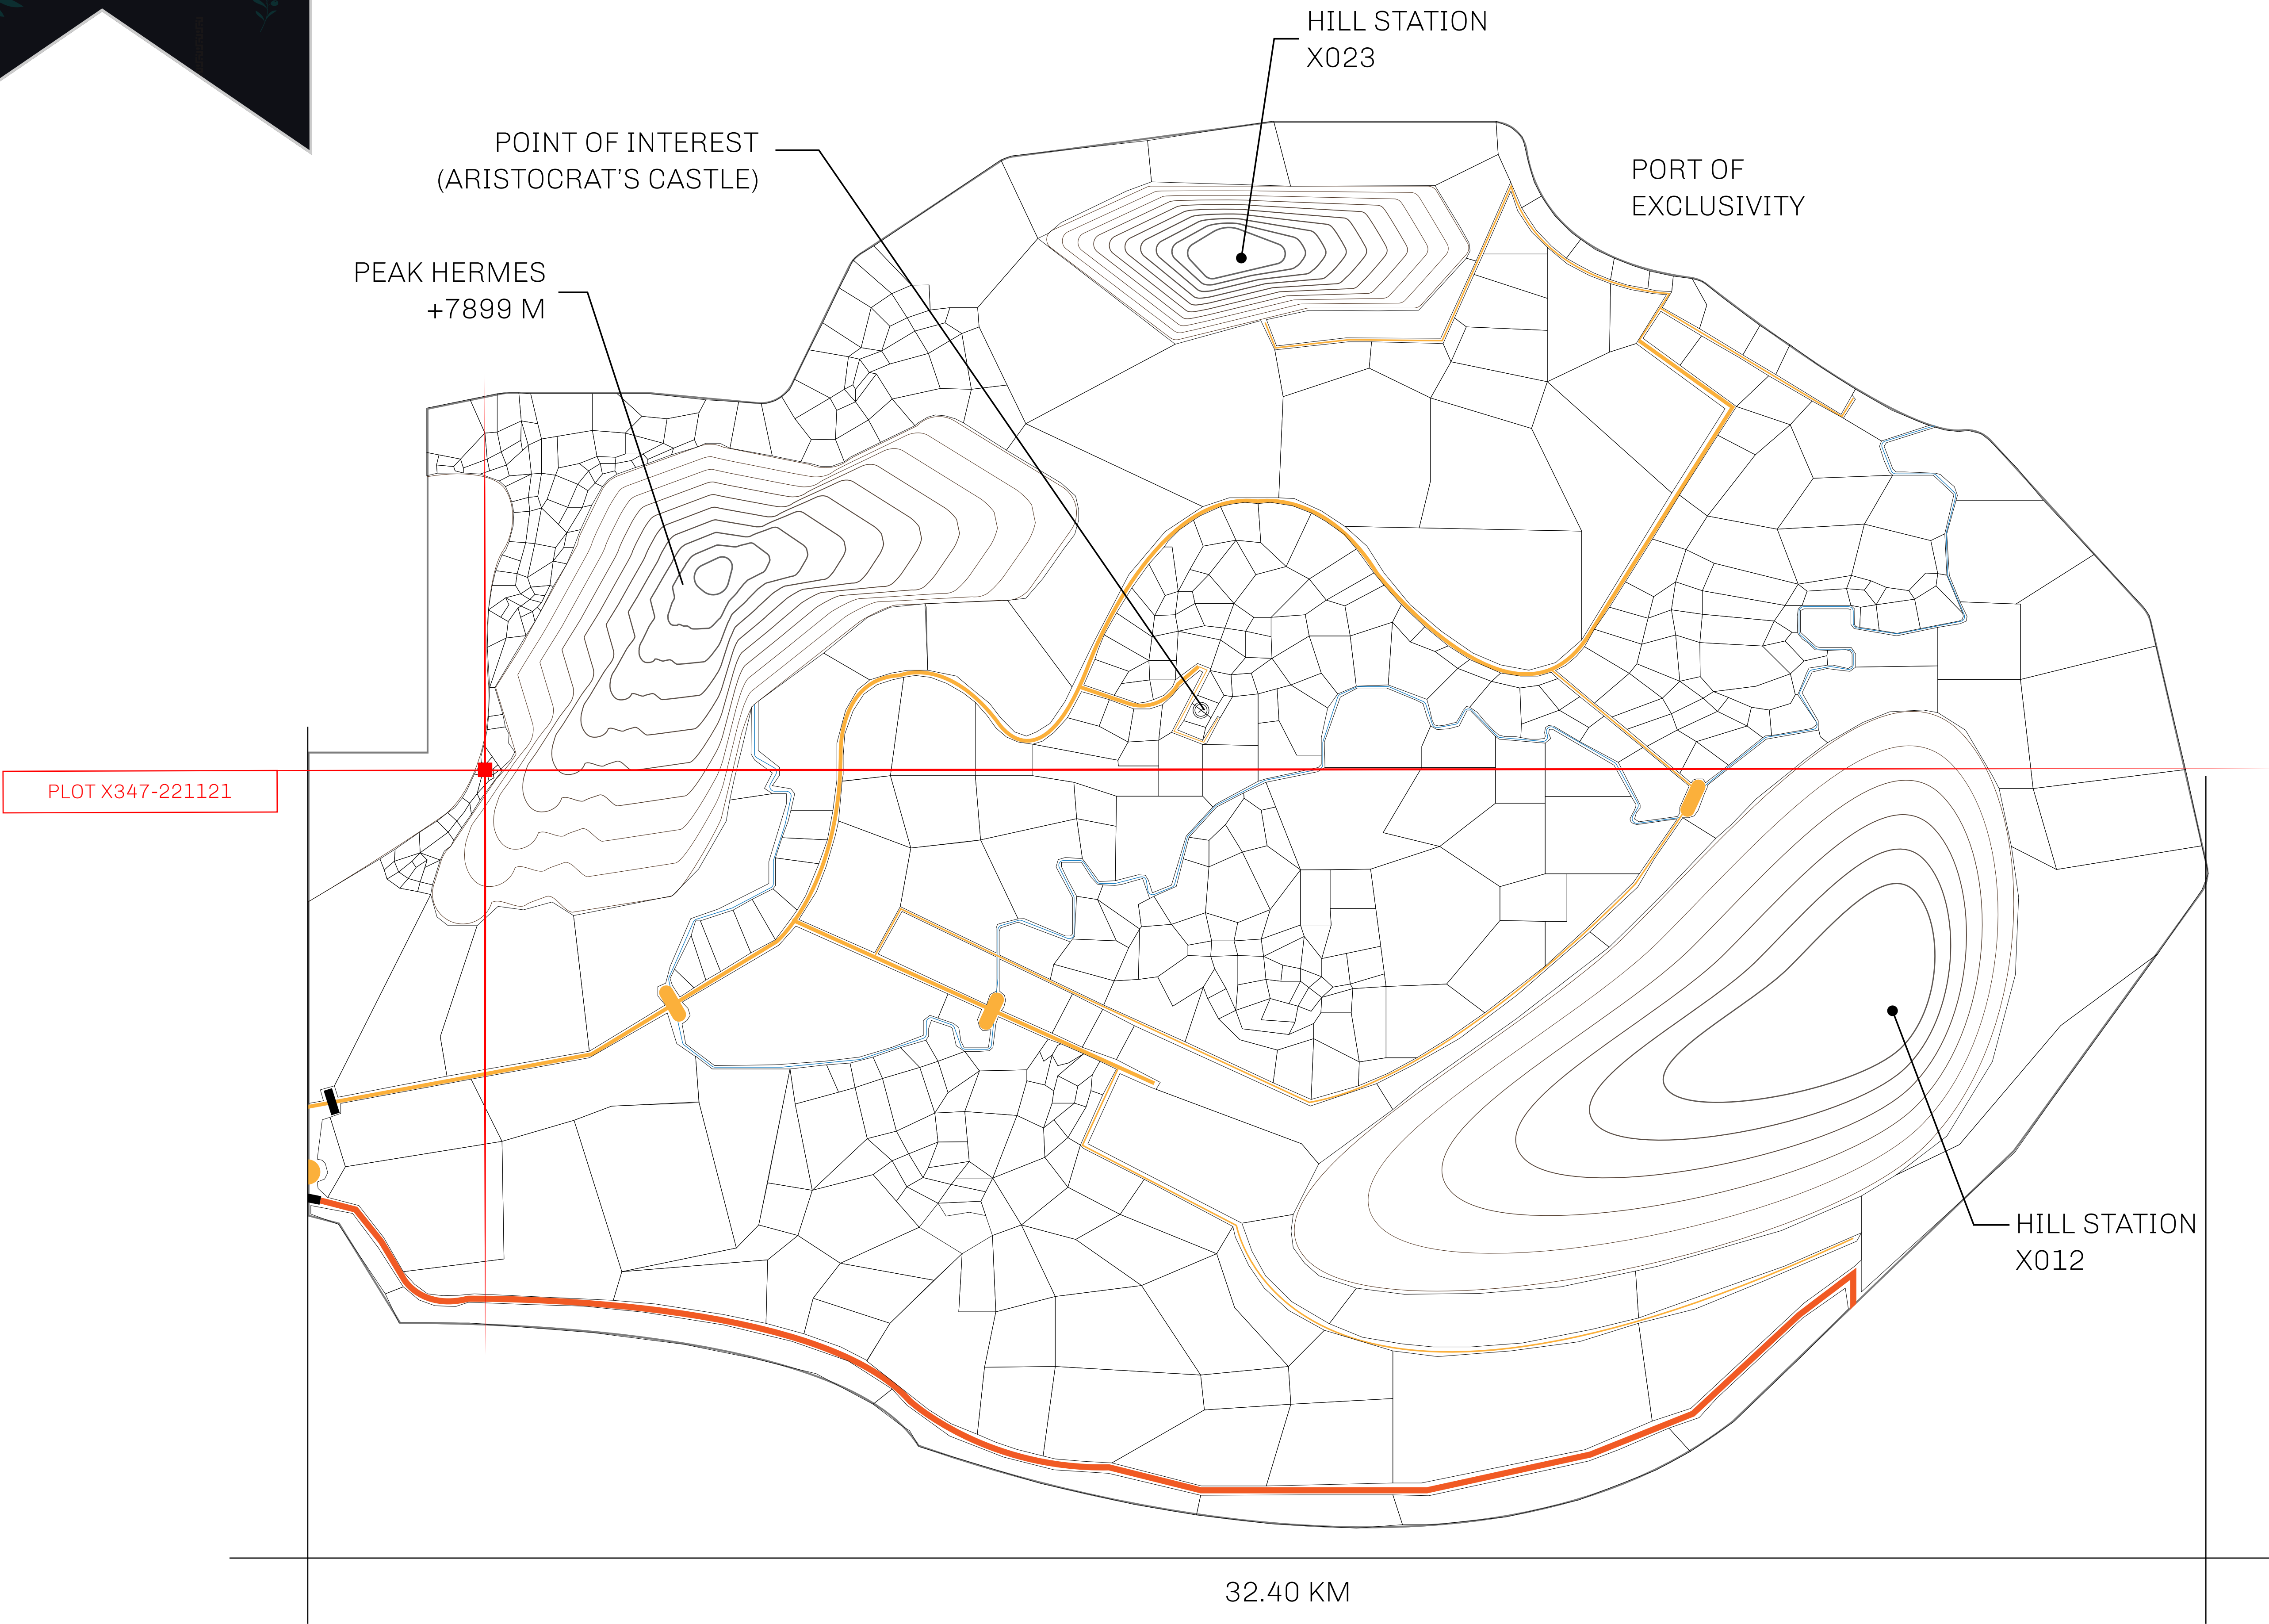 HILL STATION
X023
POINT OF INTEREST
(ARISTOCRAT'S CASTLE)
PORT OF
EXCLUSIVITY
PEAK HERMES
+7899 M
PLOT X347-221121
HILL STATION
X012
32.40 KM